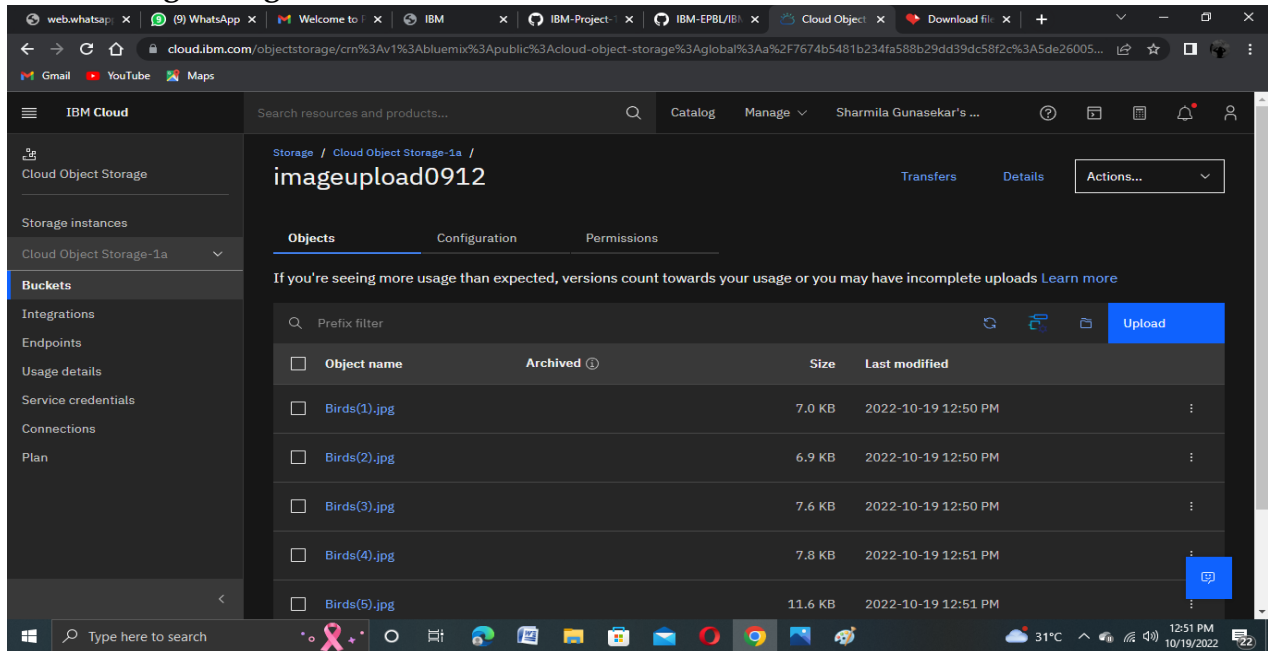 web.whatsap
(9) WhatsApp
Welcome to F
IBM
IBM-Project-1
IBM-EPBL/IB
Cloud Object
Download file
cloud.ibm.com/objectstorage/crn%3Av1%3Abluemix%3Apublic%3Acloud-object-storage%3Aglobal%3Aa%2F7674b5481b234fa588b29dd39dc58f2c%3A5de26005...
Gmail YouTube Maps
IBM Cloud
Search resources and products...
Catalog Manage Sharmila Gunasekar's ...
Cloud Object Storage
Storage instances
Cloud Object Storage-1a
Buckets
Integrations
Endpoints
Usage details
Service credentials
Connections
Plan
Storage / Cloud Object Storage-1a /
imageupload0912
Transfers Details Actions...
Objects Configuration Permissions
If you're seeing more usage than expected, versions count towards your usage or you may have incomplete uploads Learn more
Prefix filter
Upload
Object name Archived Size Last modified
Birds(1).jpg 7.0 KB 2022-10-19 12:50 PM
Birds(2).jpg 6.9 KB 2022-10-19 12:50 PM
Birds(3).jpg 7.6 KB 2022-10-19 12:50 PM
Birds(4).jpg 7.8 KB 2022-10-19 12:51 PM
Birds(5).jpg 11.6 KB 2022-10-19 12:51 PM
Type here to search
31°C
12:51 PM
10/19/2022
22